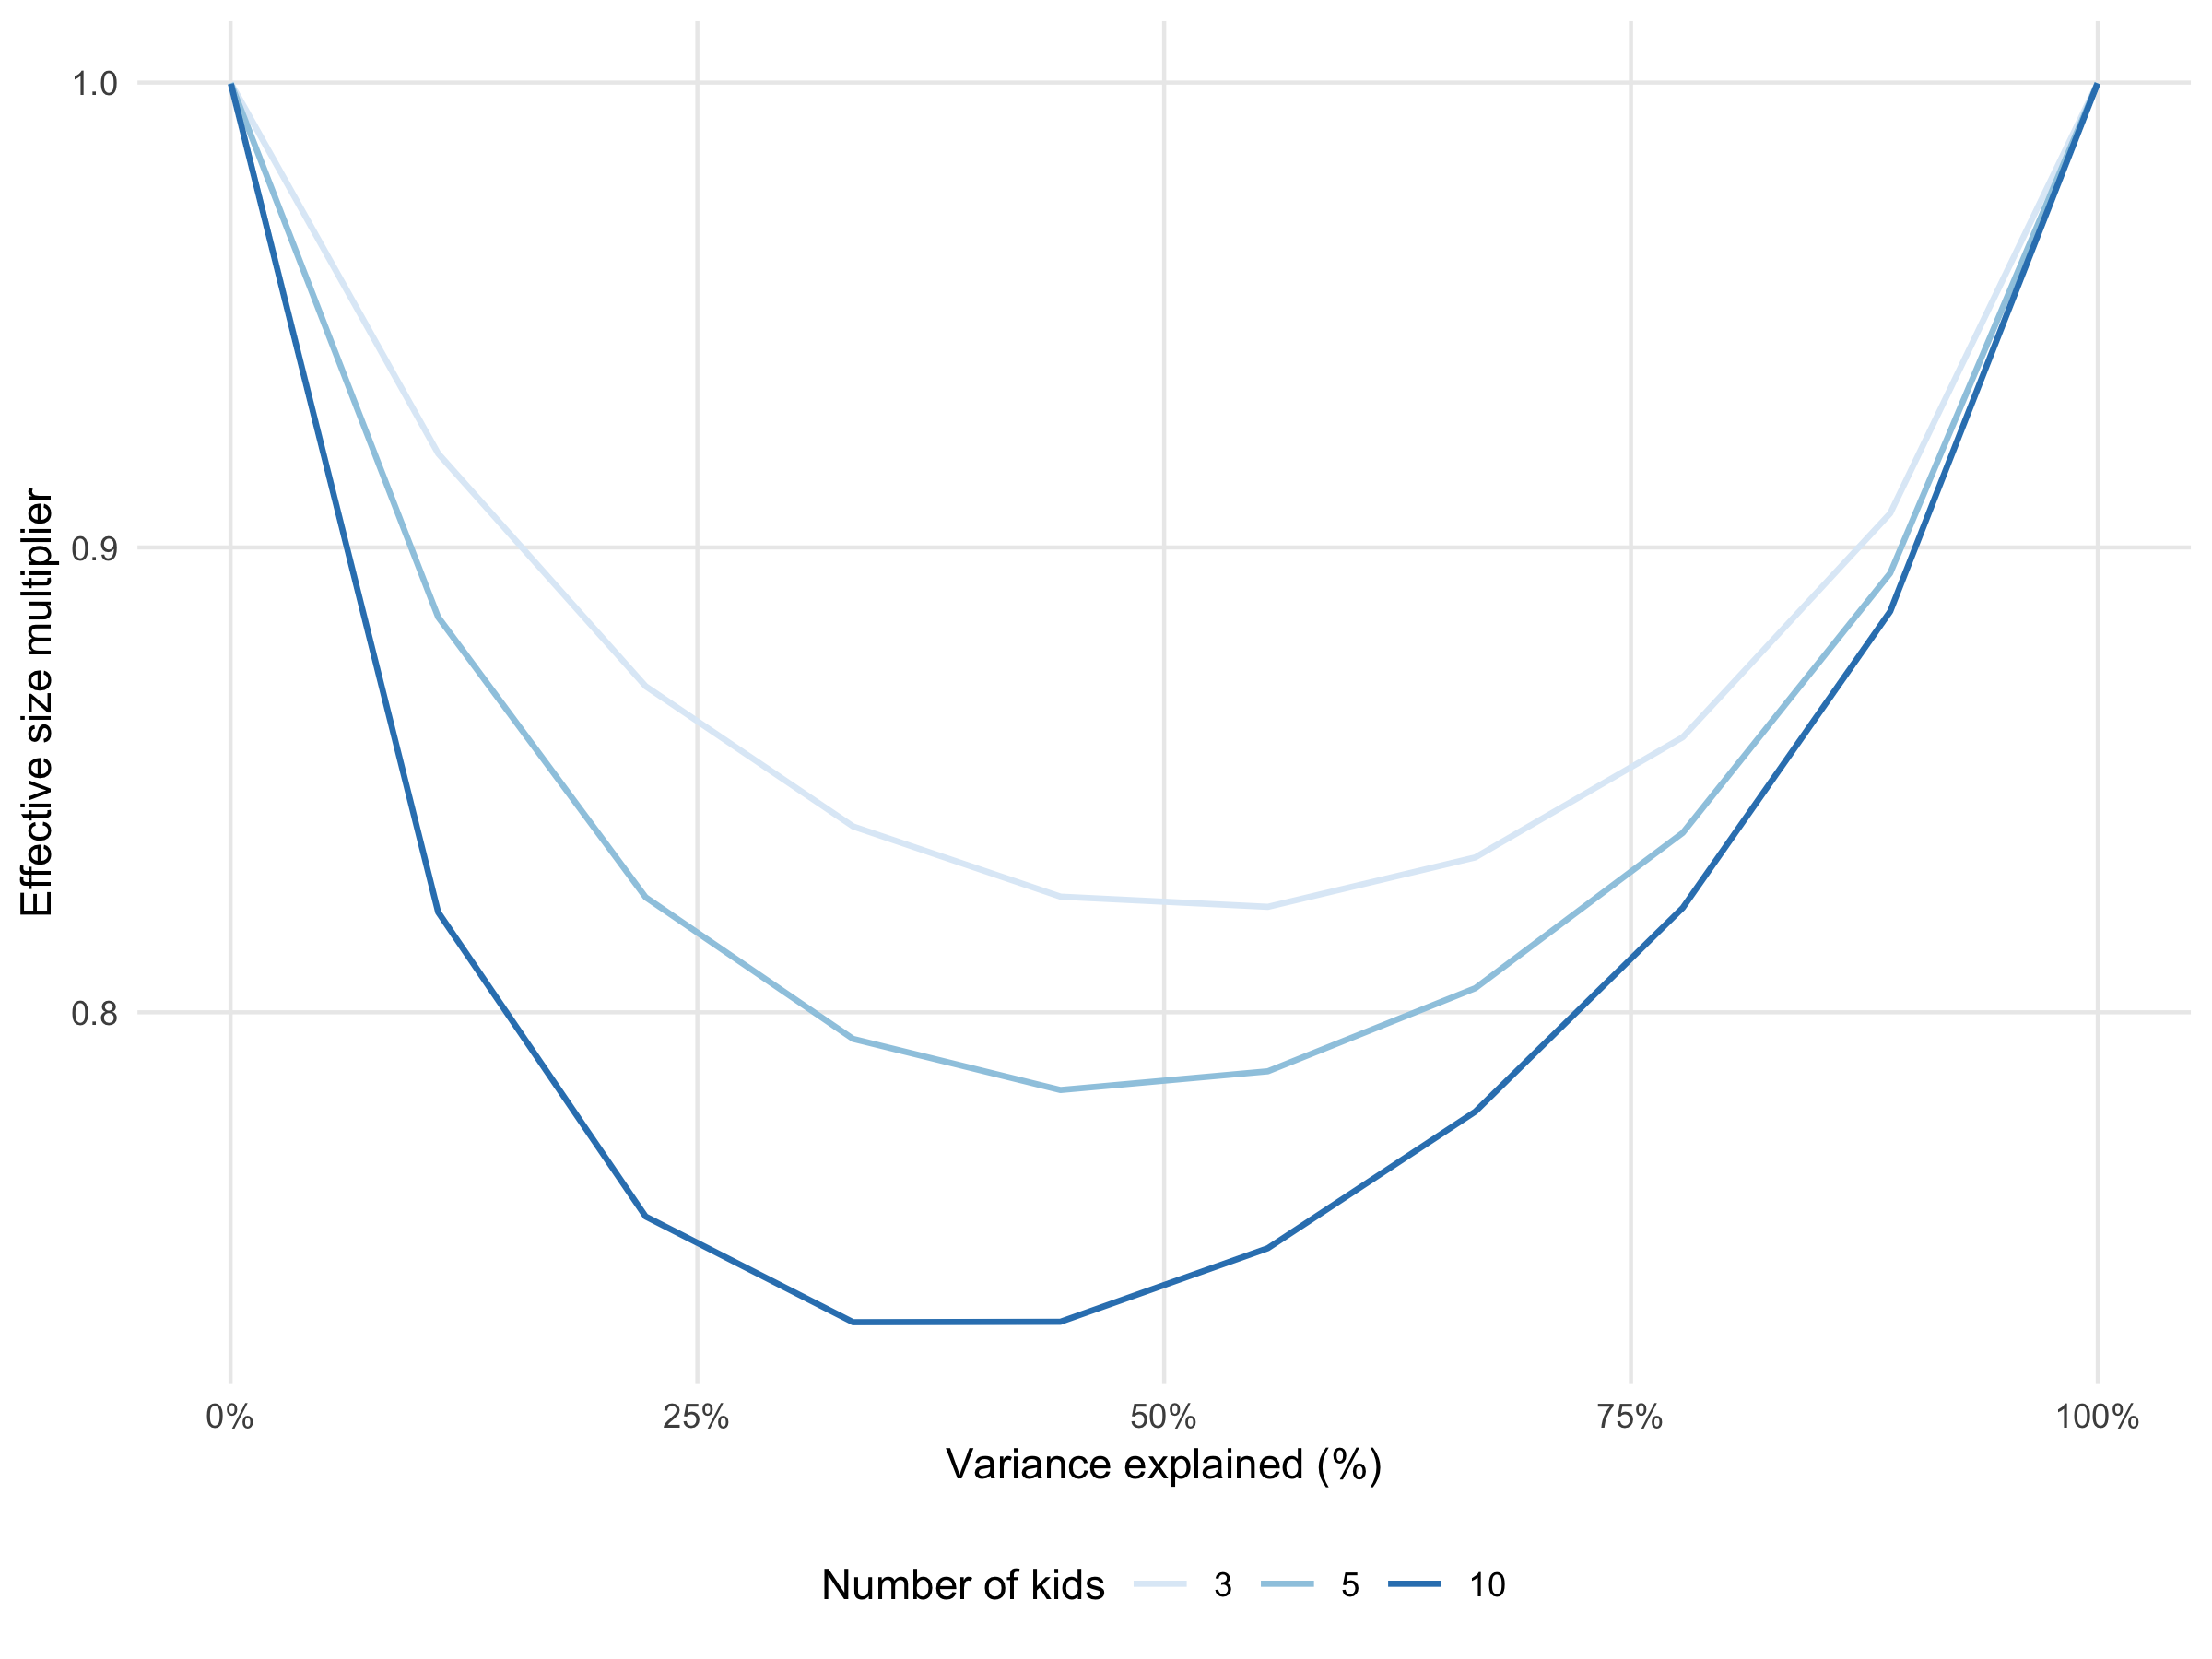 1.0
0.9
0.8
Effective size multiplier
0% 25% 50% 75% 100%
Variance explained (%)
Number of kids 3 5 10